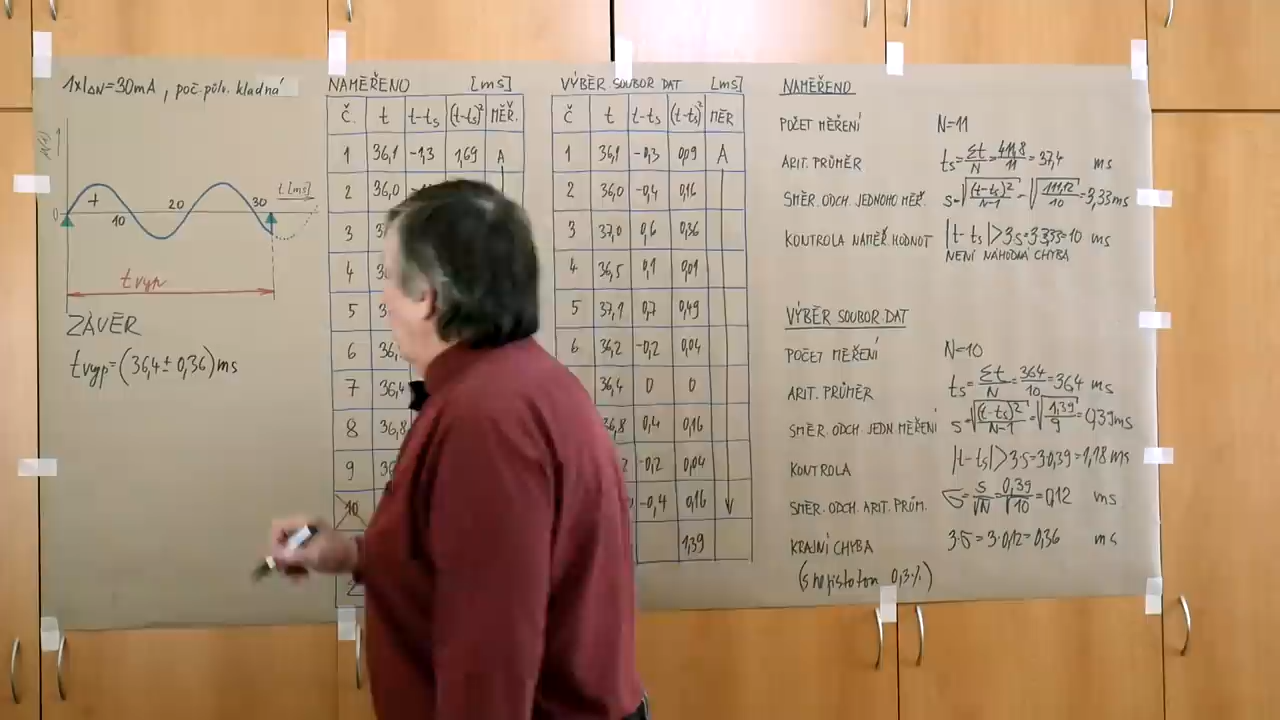 1xI∆N=30mA, poč. půlv. kladná
0 + 10 20 30 t[ms]
tvyp
ZÁVĚR
tvyp=(36,4±0,36)ms
NAMĚŘENO [ms]
Č. t t-ts (t-ts)² MĚŘ.
1 36,1 -1,3 1,69 A
2 36,0
3
4
5
6 36,
7 36,4
8 36,8
9
10
VÝBĚR SOUBOR DAT [ms]
Č t t-ts (t-ts)² MĚR
1 36,1 -0,3 0,09 A
2 36,0 -0,4 0,16
3 37,0 0,6 0,36
4 36,5 0,1 0,01
5 37,1 0,7 0,49
6 36,2 -0,2 0,04
36,4 0 0
36,8 0,4 0,16
2 -0,2 0,04
-0,4 0,16
1,39
NAMĚŘENO
POČET MĚŘENÍ N=11
ARIT. PRŮMĚR ts=Σt/N=411,8/11=37,4 ms
SMĚR. ODCH. JEDNOHO MĚŘ. s=√(t-ts)²/N-1=√111,12/10=3,33ms
KONTROLA NAMĚŘ. HODNOT |t-ts|>3·s=3·3,33=10 ms
NENÍ NÁHODNÁ CHYBA
VÝBĚR SOUBOR DAT
POČET MĚŘENÍ N=10
ARIT. PRŮMĚR ts=Σt/N=364/10=36,4 ms
SMĚR. ODCH. JEDN. MĚŘENÍ s=√(t-ts)²/N-1=√1,39/9=0,39ms
KONTROLA |t-ts|>3·s=3·0,39=1,18 ms
SMĚR. ODCH. ARIT. PRŮM. σ=s/√N=0,39/√10=0,12 ms
KRAJNÍ CHYBA 3·σ=3·0,12=0,36 ms
(s nejistotou 0,3%)